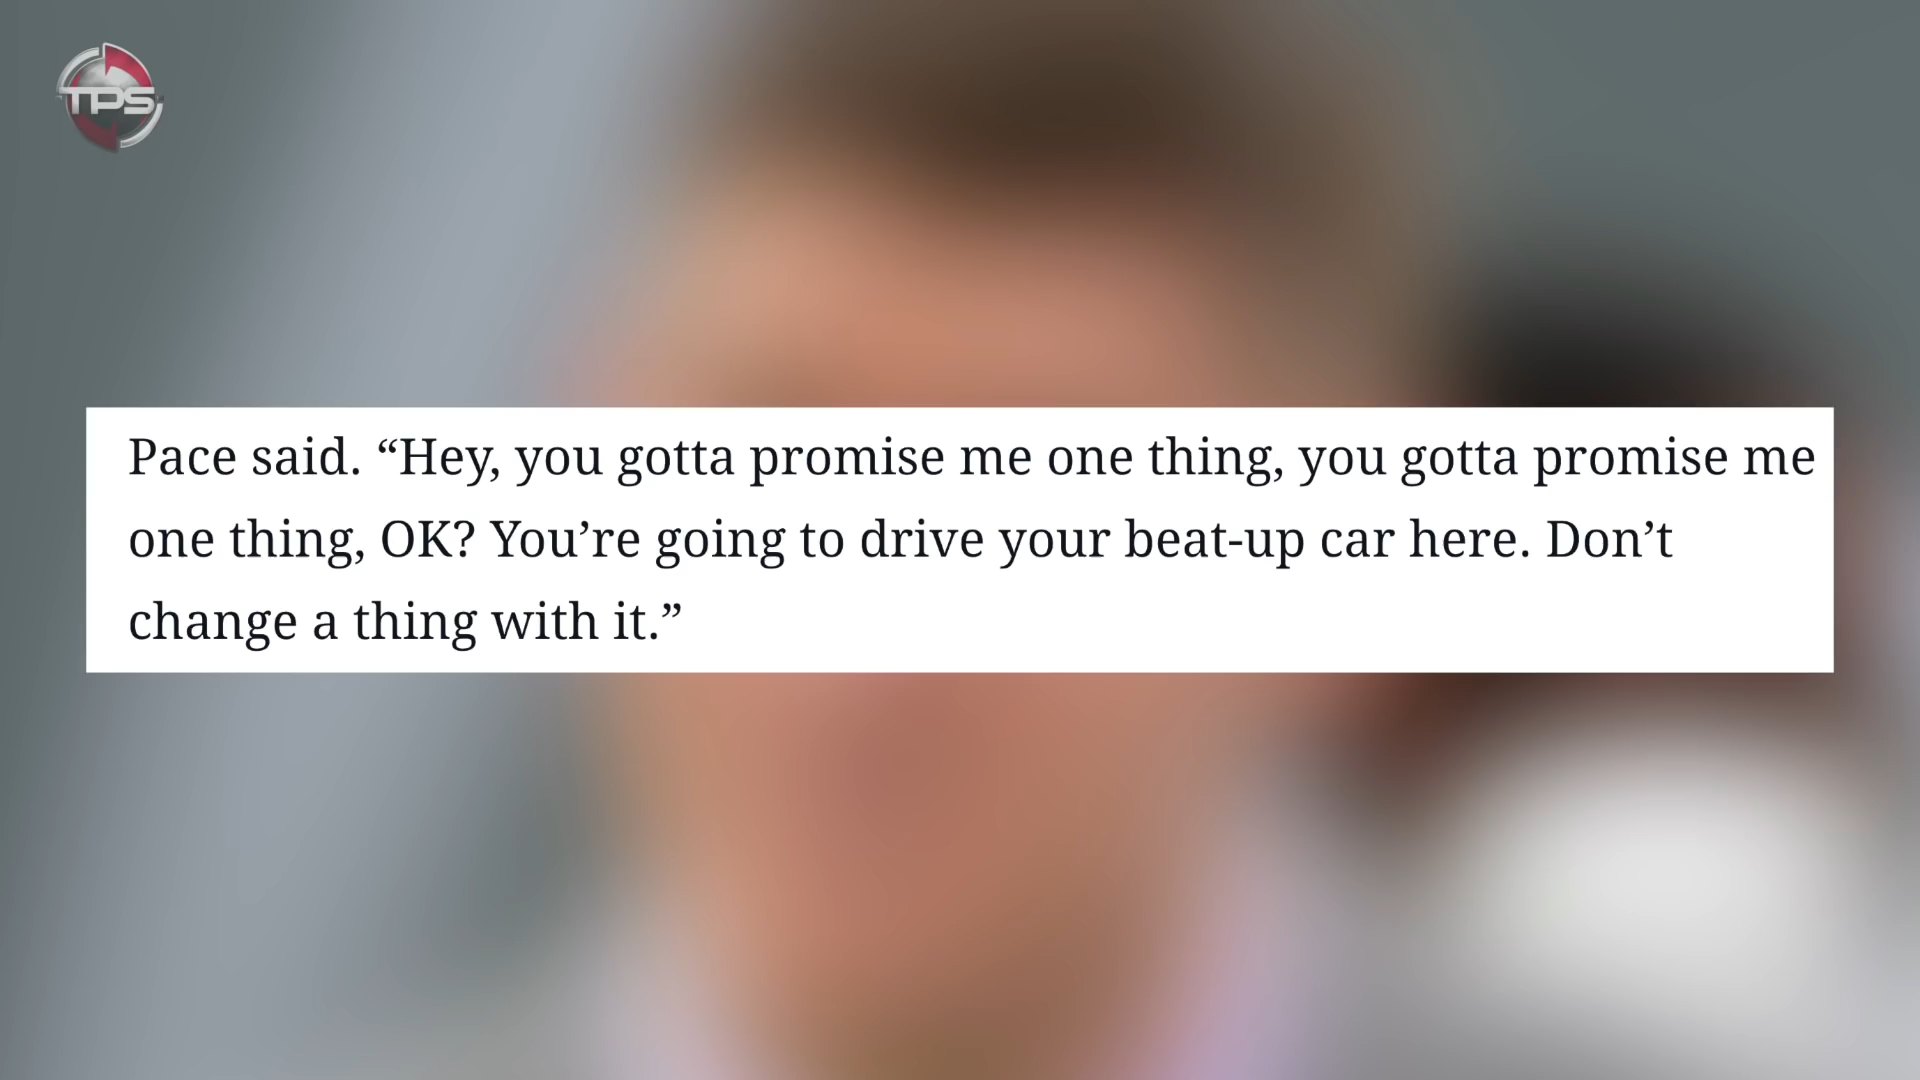 TPS
Pace said. “Hey, you gotta promise me one thing, you gotta promise me
one thing, OK? You’re going to drive your beat-up car here. Don’t
change a thing with it.”